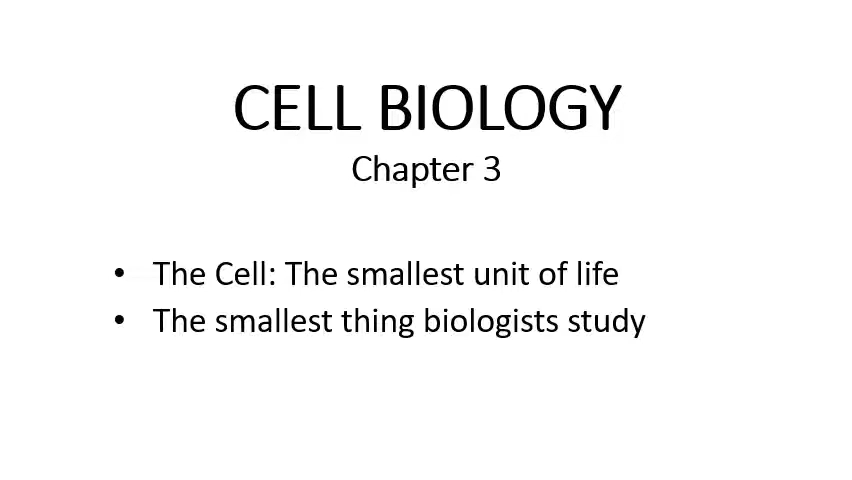 CELL BIOLOGY
Chapter 3
• The Cell: The smallest unit of life
• The smallest thing biologists study